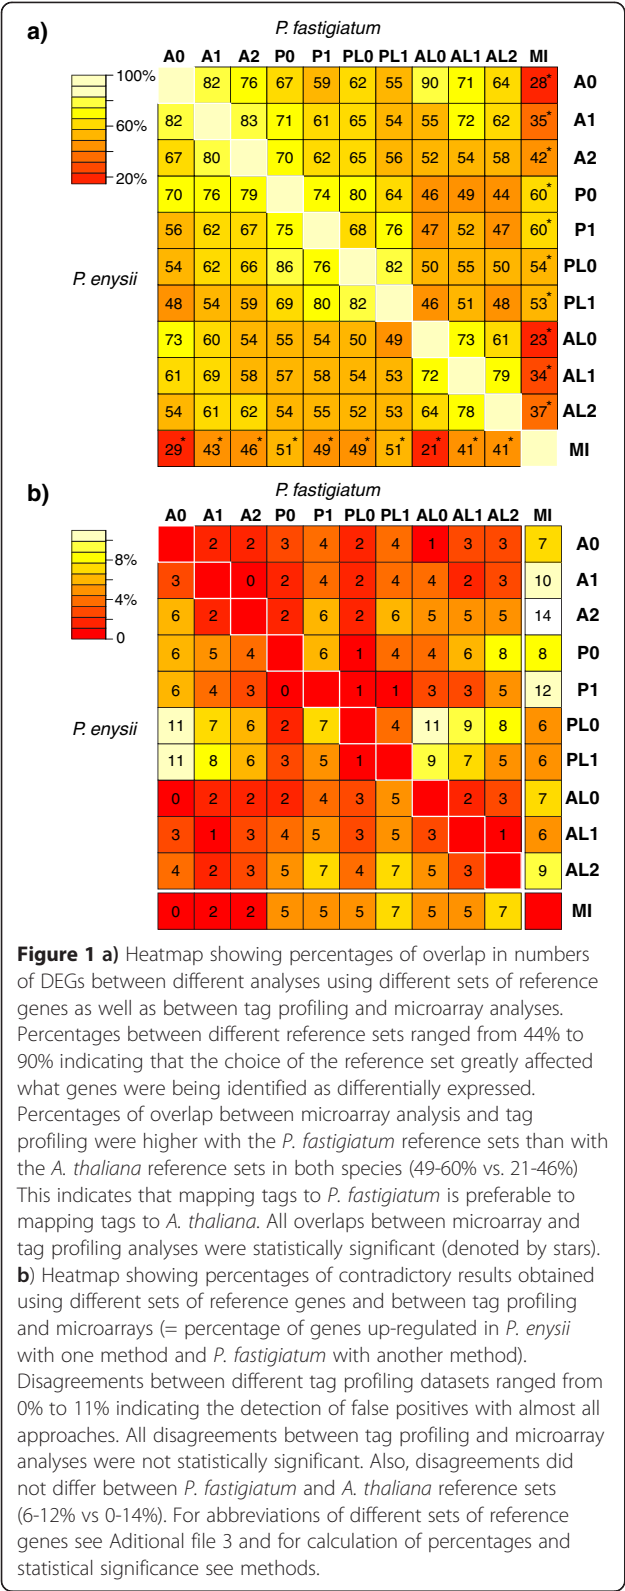 P. fastigiatum
a)
A0 A1 A2 P0 P1 PL0 PL1 AL0 AL1 AL2 MI
100% 82 76 67 59 62 55 90 71 64 28* A0
82 83 71 61 65 54 55 72 62 35* A1
60%
67 80 70 62 65 56 52 54 58 42* A2
20%
70 76 79 74 80 64 46 49 44 60* P0
56 62 67 75 68 76 47 52 47 60* P1
P. enysii 54 62 66 86 76 82 50 55 50 54* PL0
48 54 59 69 80 82 46 51 48 53* PL1
73 60 54 55 54 50 49 73 61 23* AL0
61 69 58 57 58 54 53 72 79 34* AL1
54 61 62 54 55 52 53 64 78 37* AL2
29* 43* 46* 51* 49* 49* 51* 21* 41* 41* MI
b)
P. fastigiatum
A0 A1 A2 P0 P1 PL0 PL1 AL0 AL1 AL2 MI
2 2 3 4 2 4 1 3 3 7 A0
8%
3 0 2 4 2 4 4 2 3 10 A1
4%
6 2 2 6 2 6 5 5 5 14 A2
0
6 5 4 6 1 4 4 6 8 8 P0
6 4 3 0 1 1 3 3 5 12 P1
P. enysii 11 7 6 2 7 4 11 9 8 6 PL0
11 8 6 3 5 1 9 7 5 6 PL1
0 2 2 2 4 3 5 2 3 7 AL0
3 1 3 4 5 3 5 3 1 6 AL1
4 2 3 5 7 4 7 5 3 9 AL2
0 2 2 5 5 5 7 5 5 7 MI
Figure 1 a) Heatmap showing percentages of overlap in numbers
of DEGs between different analyses using different sets of reference
genes as well as between tag profiling and microarray analyses.
Percentages between different reference sets ranged from 44% to
90% indicating that the choice of the reference set greatly affected
what genes were being identified as differentially expressed.
Percentages of overlap between microarray analysis and tag
profiling were higher with the P. fastigiatum reference sets than with
the A. thaliana reference sets in both species (49-60% vs. 21-46%)
This indicates that mapping tags to P. fastigiatum is preferable to
mapping tags to A. thaliana. All overlaps between microarray and
tag profiling analyses were statistically significant (denoted by stars).
b) Heatmap showing percentages of contradictory results obtained
using different sets of reference genes and between tag profiling
and microarrays (= percentage of genes up-regulated in P. enysii
with one method and P. fastigiatum with another method).
Disagreements between different tag profiling datasets ranged from
0% to 11% indicating the detection of false positives with almost all
approaches. All disagreements between tag profiling and microarray
analyses were not statistically significant. Also, disagreements did
not differ between P. fastigiatum and A. thaliana reference sets
(6-12% vs 0-14%). For abbreviations of different sets of reference
genes see Aditional file 3 and for calculation of percentages and
statistical significance see methods.